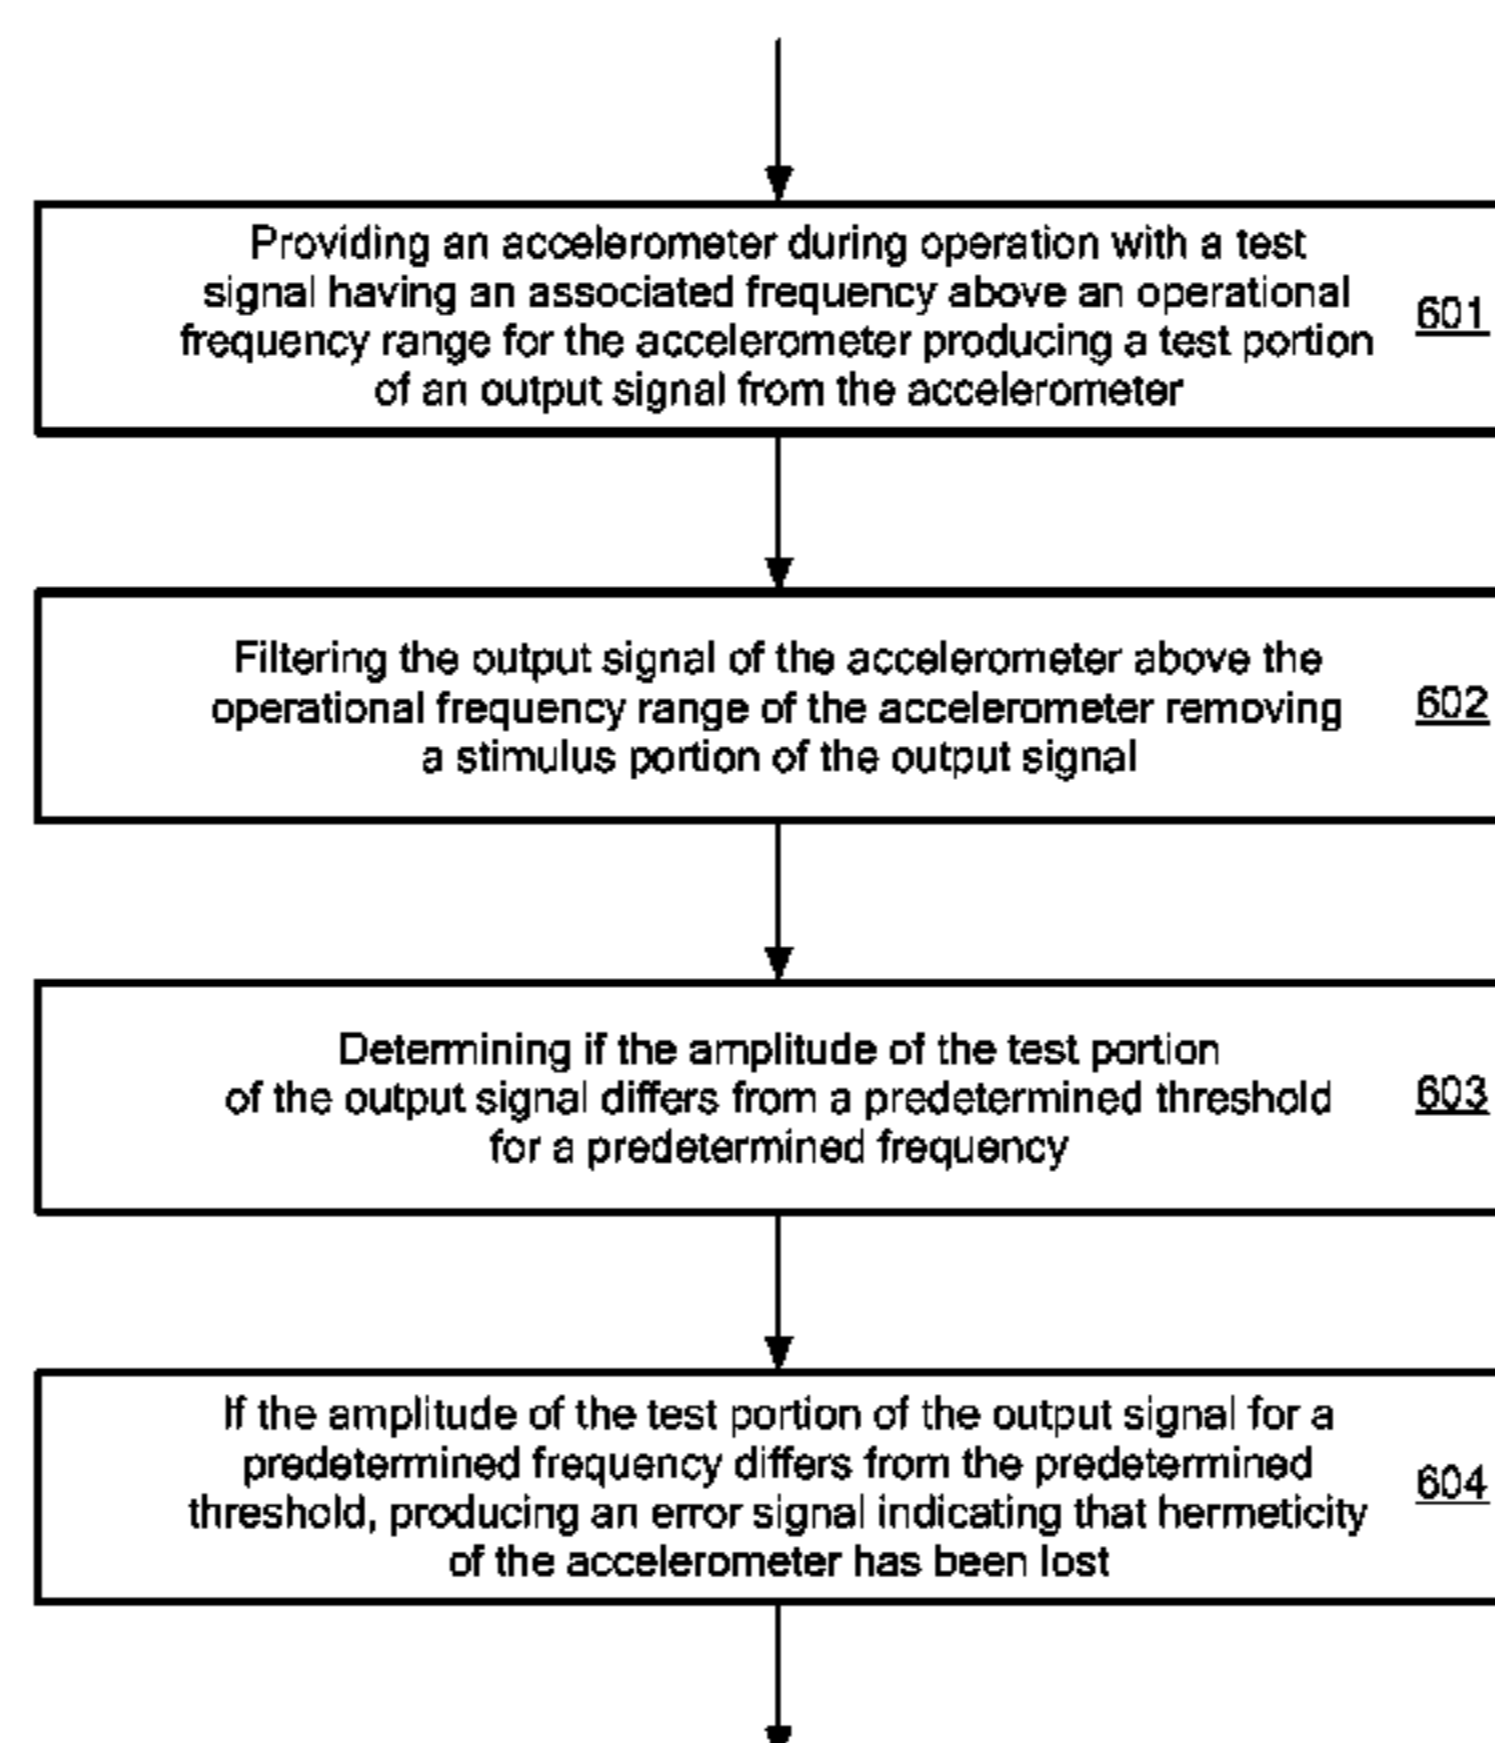 Providing an accelerometer during operation with a test
signal having an associated frequency above an operational
frequency range for the accelerometer producing a test portion
of an output signal from the accelerometer
601
Filtering the output signal of the accelerometer above the
operational frequency range of the accelerometer removing
a stimulus portion of the output signal
602
Determining if the amplitude of the test portion
of the output signal differs from a predetermined threshold
for a predetermined frequency
603
If the amplitude of the test portion of the output signal for a
predetermined frequency differs from the predetermined
threshold, producing an error signal indicating that hermeticity
of the accelerometer has been lost
604